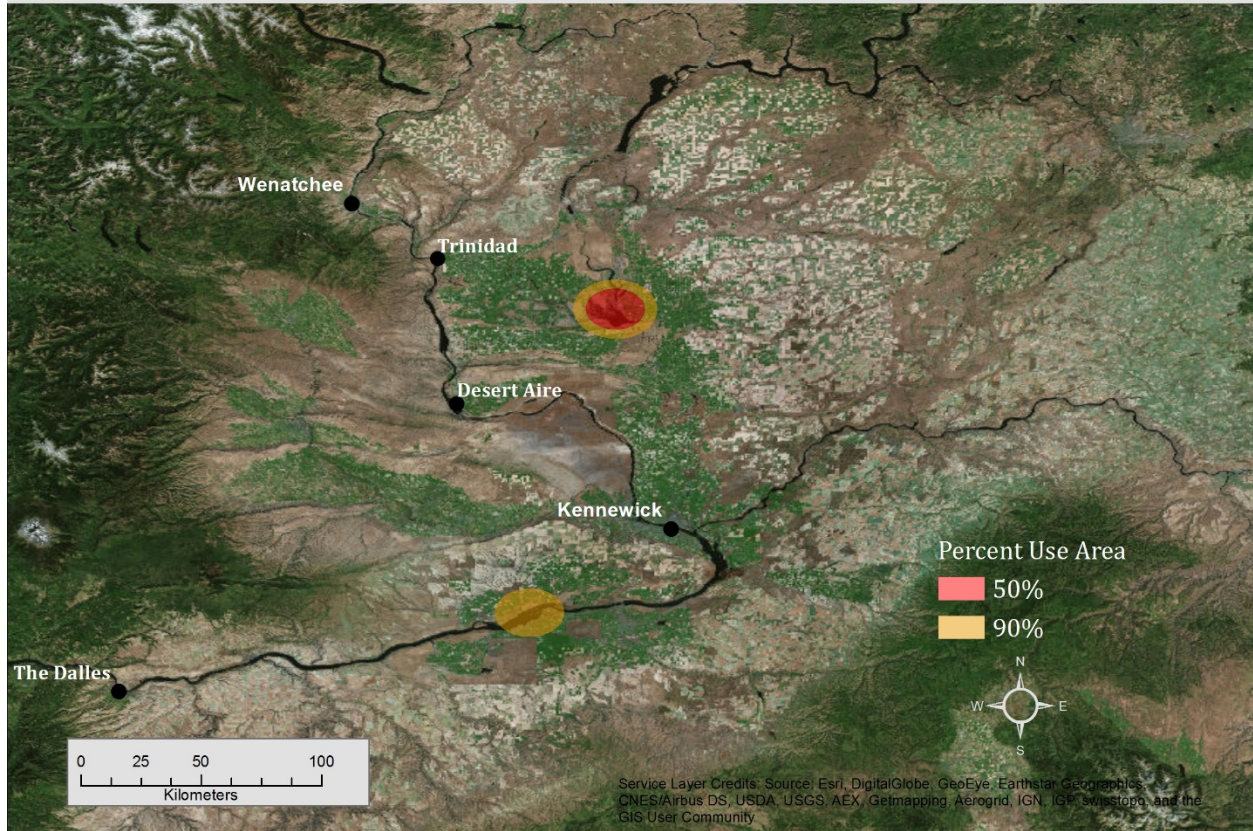 Wenatchee
Trinidad
Desert Aire
Kennewick
The Dalles
Percent Use Area
50%
90%
N
W E
S
0 25 50 100
Kilometers
Service Layer Credits: Source: Esri, DigitalGlobe, GeoEye, Earthstar Geographics,
CNES/Airbus DS, USDA, USGS, AEX, Getmapping, Aerogrid, IGN, IGP, swisstopo, and the
GIS User Community